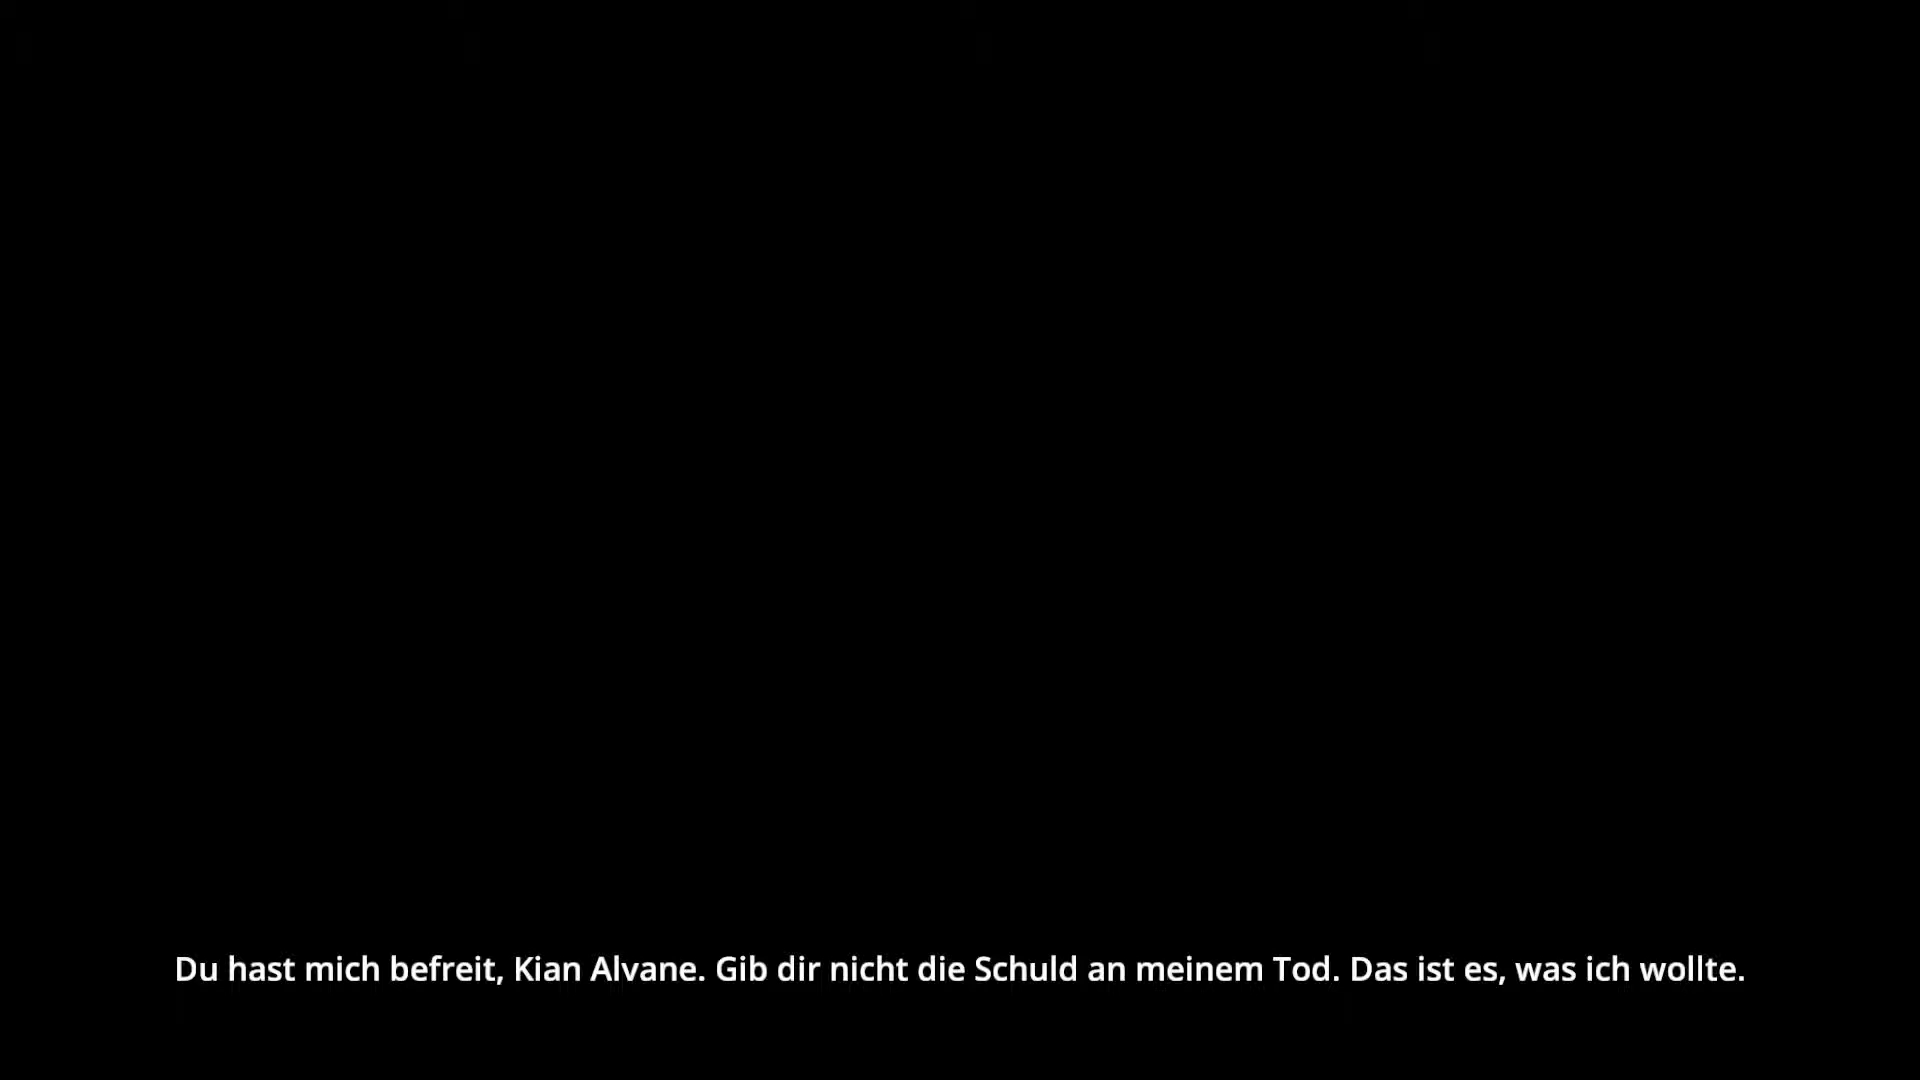 Du hast mich befreit, Kian Alvane. Gib dir nicht die Schuld an meinem Tod. Das ist es, was ich wollte.